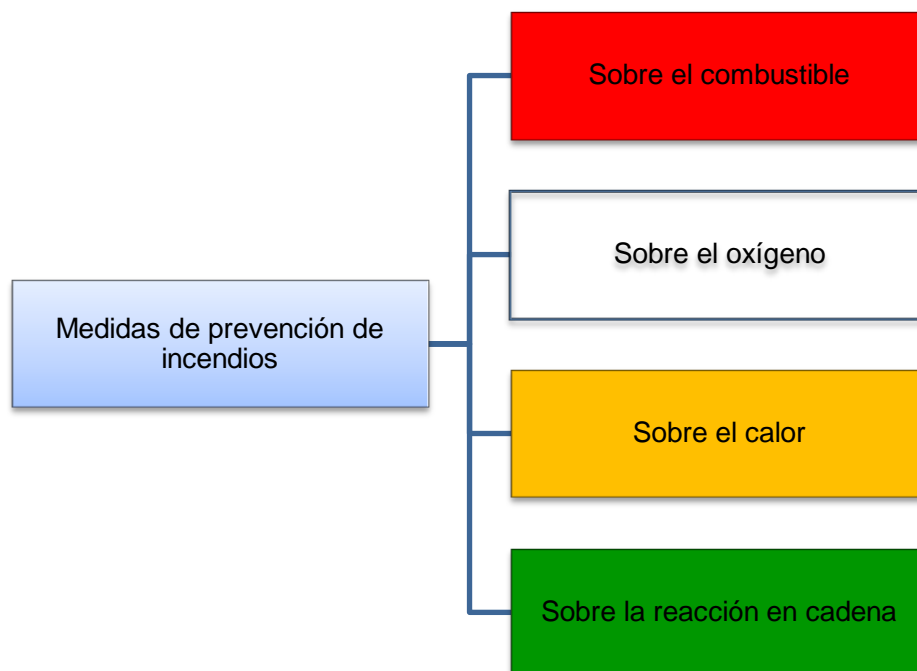 Sobre el combustible
Sobre el oxígeno
Medidas de prevención de
incendios
Sobre el calor
Sobre la reacción en cadena